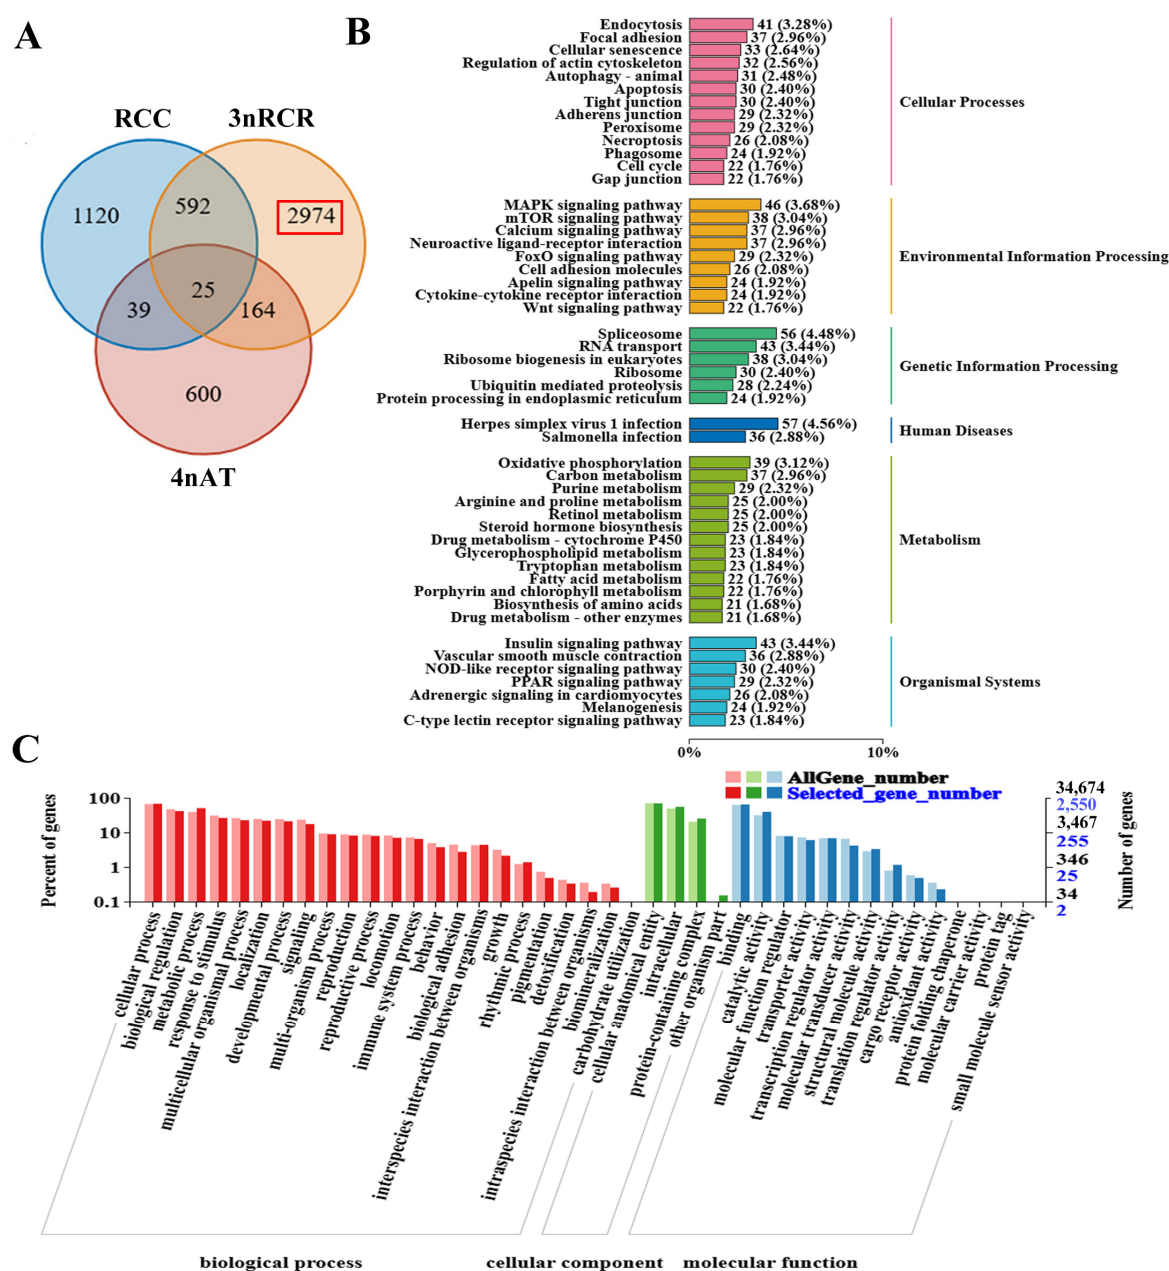 A
RCC
3nRCR
1120
592
2974
25
39
164
600
4nAT
B
Endocytosis 41 (3.28%)
Focal adhesion 37 (2.96%)
Cellular senescence 33 (2.64%)
Regulation of actin cytoskeleton 32 (2.56%)
Autophagy - animal 31 (2.48%)
Apoptosis 30 (2.40%)
Tight junction 30 (2.40%)
Adherens junction 29 (2.32%)
Peroxisome 29 (2.32%)
Necroptosis 26 (2.08%)
Phagosome 24 (1.92%)
Cell cycle 22 (1.76%)
Gap junction 22 (1.76%)
Cellular Processes
MAPK signaling pathway 46 (3.68%)
mTOR signaling pathway 38 (3.04%)
Calcium signaling pathway 37 (2.96%)
Neuroactive ligand-receptor interaction 37 (2.96%)
FoxO signaling pathway 29 (2.32%)
Cell adhesion molecules 26 (2.08%)
Apelin signaling pathway 24 (1.92%)
Cytokine-cytokine receptor interaction 24 (1.92%)
Wnt signaling pathway 22 (1.76%)
Environmental Information Processing
Spliceosome 56 (4.48%)
RNA transport 43 (3.44%)
Ribosome biogenesis in eukaryotes 38 (3.04%)
Ribosome 30 (2.40%)
Ubiquitin mediated proteolysis 28 (2.24%)
Protein processing in endoplasmic reticulum 24 (1.92%)
Genetic Information Processing
Herpes simplex virus 1 infection 57 (4.56%)
Salmonella infection 36 (2.88%)
Human Diseases
Oxidative phosphorylation 39 (3.12%)
Carbon metabolism 37 (2.96%)
Purine metabolism 29 (2.32%)
Arginine and proline metabolism 25 (2.00%)
Retinol metabolism 25 (2.00%)
Steroid hormone biosynthesis 25 (2.00%)
Drug metabolism - cytochrome P450 23 (1.84%)
Glycerophospholipid metabolism 23 (1.84%)
Tryptophan metabolism 23 (1.84%)
Fatty acid metabolism 22 (1.76%)
Porphyrin and chlorophyll metabolism 22 (1.76%)
Biosynthesis of amino acids 21 (1.68%)
Drug metabolism - other enzymes 21 (1.68%)
Metabolism
Insulin signaling pathway 43 (3.44%)
Vascular smooth muscle contraction 36 (2.88%)
NOD-like receptor signaling pathway 30 (2.40%)
PPAR signaling pathway 29 (2.32%)
Adrenergic signaling in cardiomyocytes 26 (2.08%)
Melanogenesis 24 (1.92%)
C-type lectin receptor signaling pathway 23 (1.84%)
Organismal Systems
0% 10%
C
AllGene_number
Selected_gene_number
Percent of genes
100
10
1
0.1
34,674
2,550
3,467
255
346
25
34
2
Number of genes
cellular process
biological regulation
metabolic process
response to stimulus
multicellular organismal process
localization
developmental process
signaling
multi-organism process
reproduction
reproductive process
locomotion
immune system process
behavior
biological adhesion
interspecies interaction between organisms
growth
rhythmic process
pigmentation
detoxification
intraspecies interaction between organisms
biomineralization
carbohydrate utilization
cellular anatomical entity
intracellular
protein-containing complex
other organism part
binding
catalytic activity
molecular function regulator
transporter activity
transcription regulator activity
molecular transducer activity
structural molecule activity
translation regulator activity
cargo receptor activity
antioxidant activity
protein folding chaperone
molecular carrier activity
protein tag
small molecule sensor activity
biological process
cellular component
molecular function